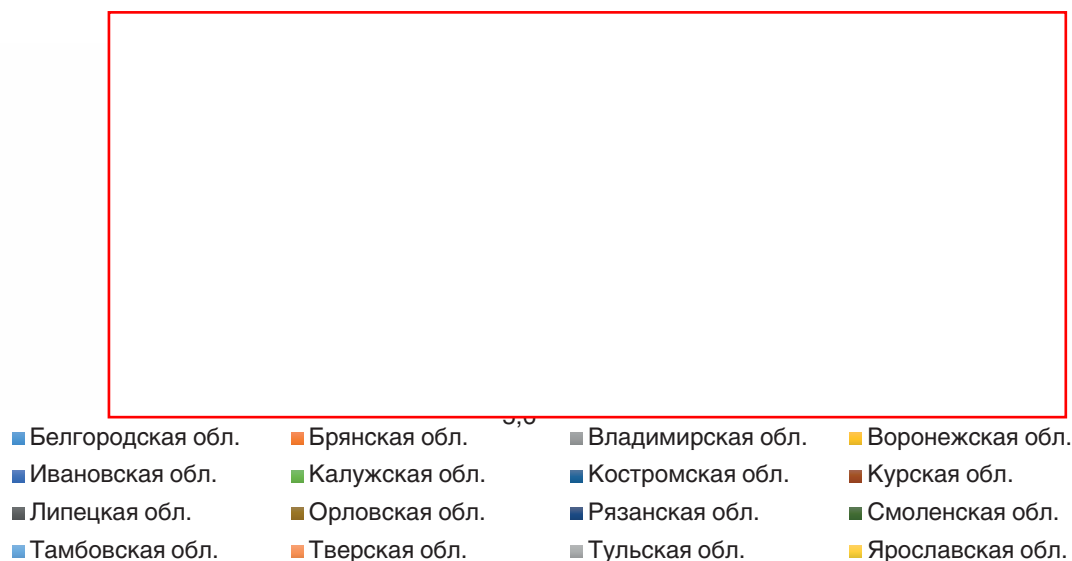 Белгородская обл. Брянская обл. Владимирская обл. Воронежская обл.
Ивановская обл. Калужская обл. Костромская обл. Курская обл.
Липецкая обл. Орловская обл. Рязанская обл. Смоленская обл.
Тамбовская обл. Тверская обл. Тульская обл. Ярославская обл.